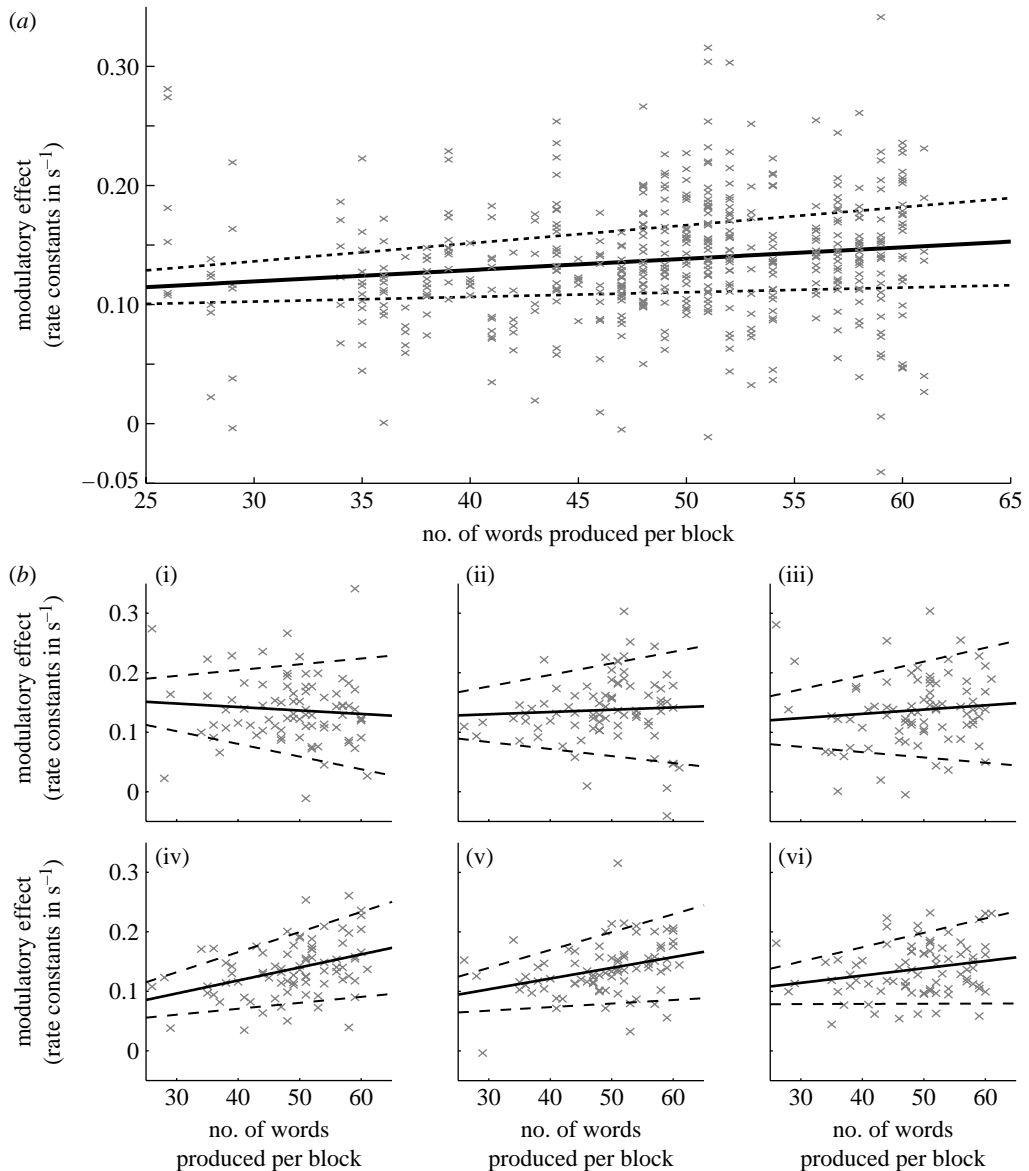 (a)
0.30
0.20
0.10
0
–0.05
modulatory effect
(rate constants in s⁻¹)
25 30 35 40 45 50 55 60 65
no. of words produced per block
(b)
(i) (ii) (iii)
0.3
0.2
0.1
0
modulatory effect
(rate constants in s⁻¹)
(iv) (v) (vi)
0.3
0.2
0.1
0
modulatory effect
(rate constants in s⁻¹)
30 40 50 60 30 40 50 60 30 40 50 60
no. of words no. of words no. of words
produced per block produced per block produced per block